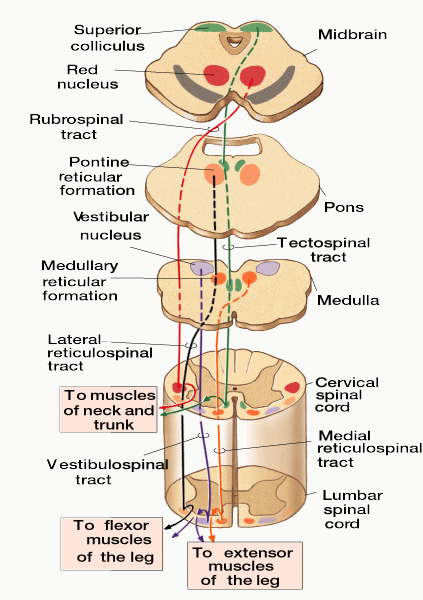 Superior
colliculus
Midbrain
Red
nucleus
Rubrospinal
tract
Pontine
reticular
formation
Pons
Vestibular
nucleus
Tectospinal
tract
Medullary
reticular
formation
Medulla
Lateral
reticulospinal
tract
To muscles
of neck and
trunk
Cervical
spinal
cord
Medial
reticulospinal
tract
Vestibulospinal
tract
Lumbar
spinal
cord
To flexor
muscles
of the leg
To extensor
muscles
of the leg